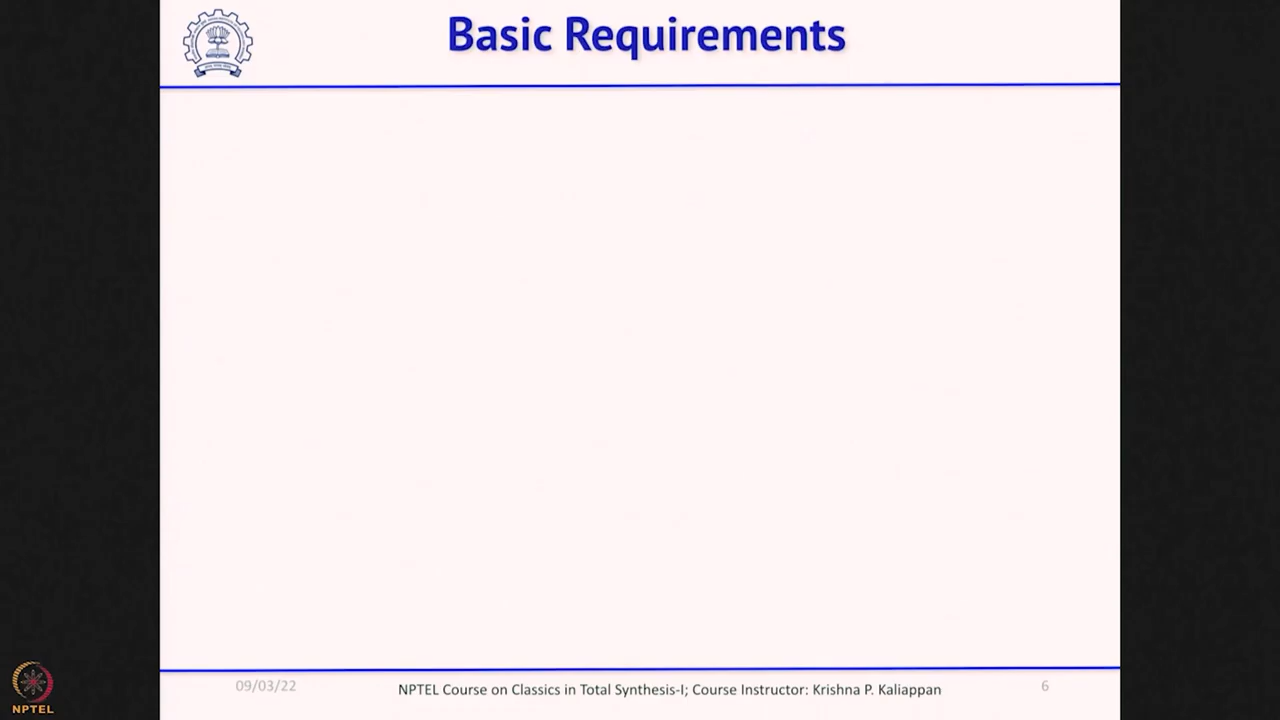 Basic Requirements
09/03/22
NPTEL Course on Classics in Total Synthesis-I; Course Instructor: Krishna P. Kaliappan
6
NPTEL